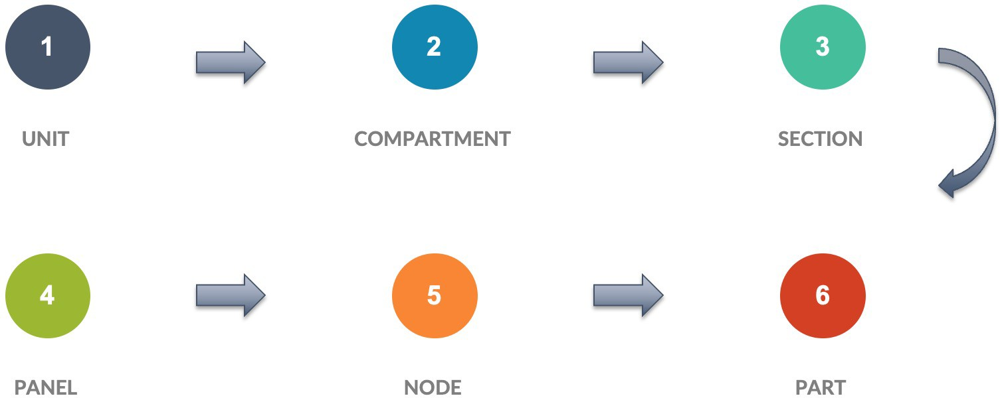 1
2
3
UNIT
COMPARTMENT
SECTION
4
5
6
PANEL
NODE
PART